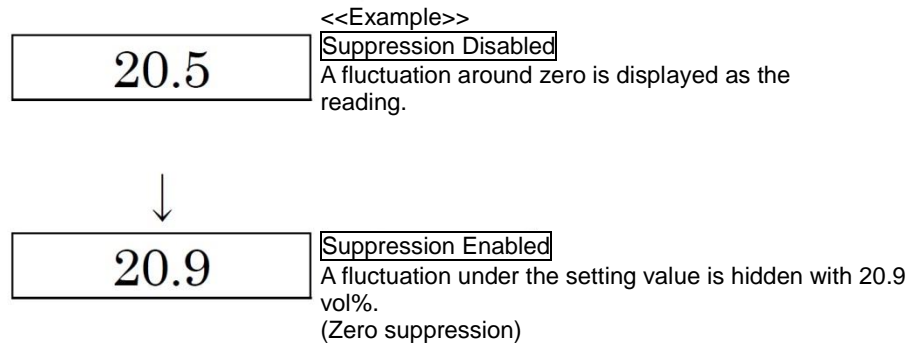 <<Example>>
20.5
Suppression Disabled
A fluctuation around zero is displayed as the
reading.
↓
20.9
Suppression Enabled
A fluctuation under the setting value is hidden with 20.9
vol%.
(Zero suppression)